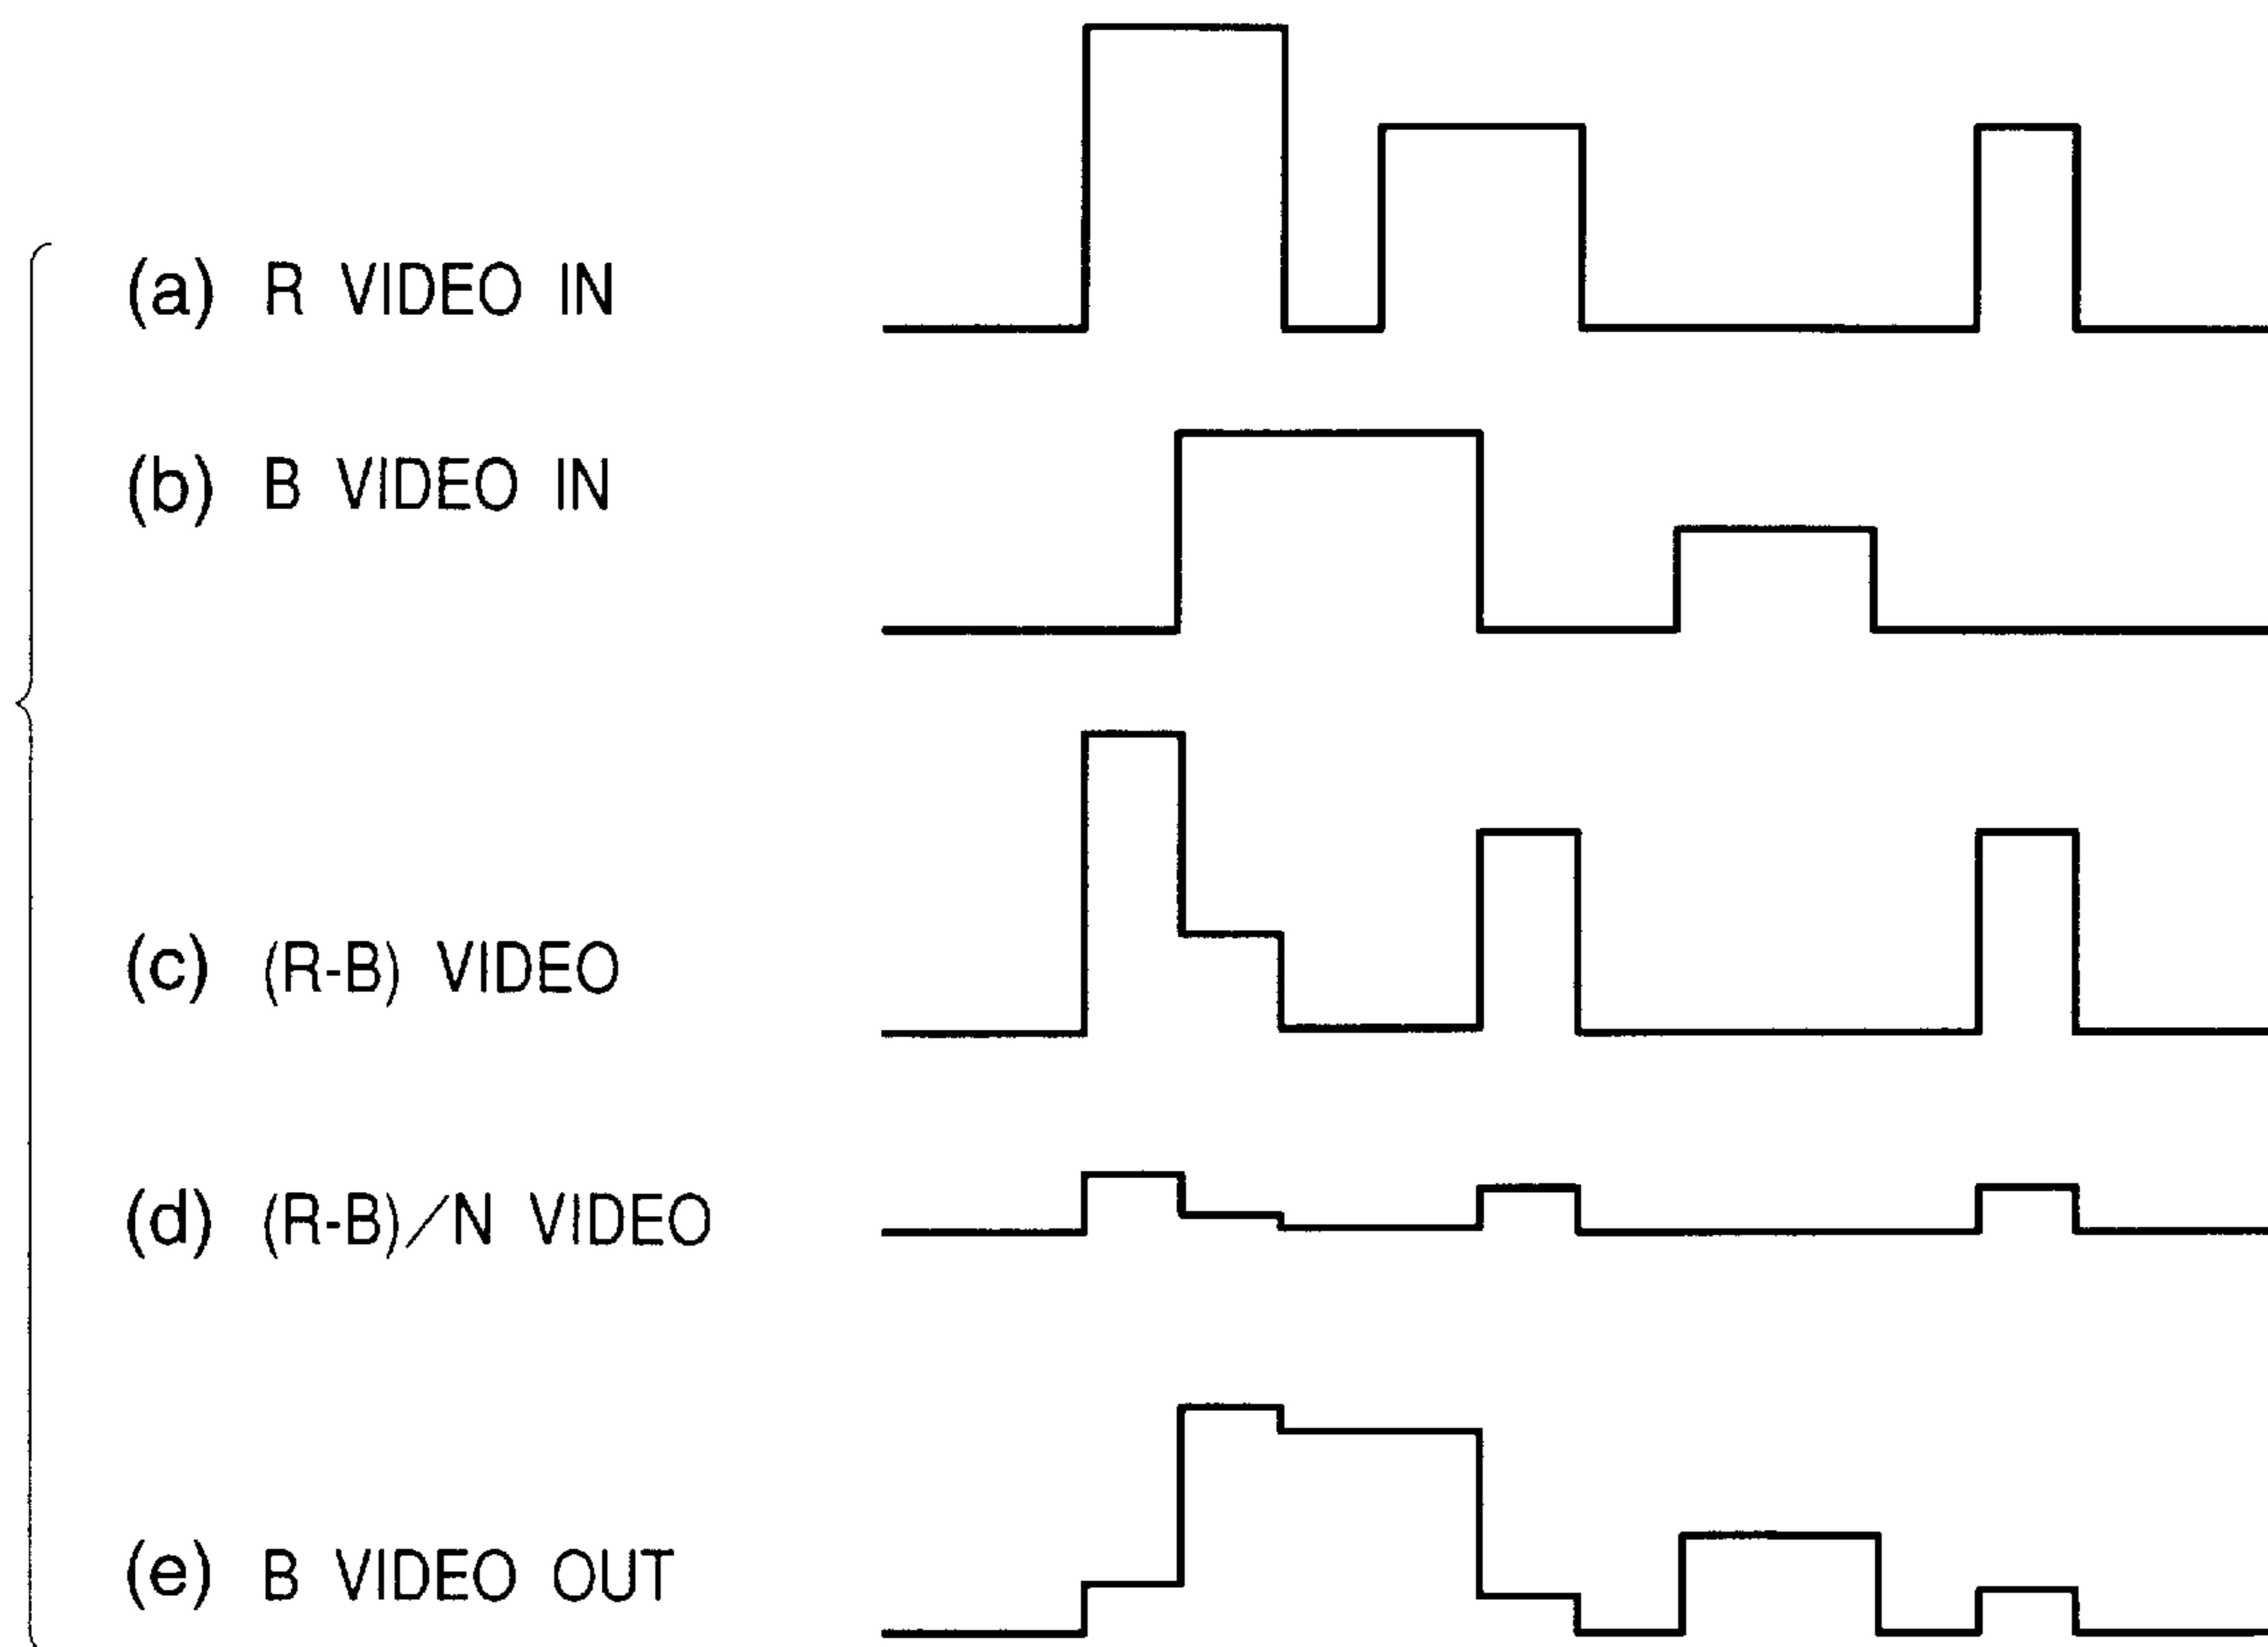 (a) R VIDEO IN
(b) B VIDEO IN
(c) (R-B) VIDEO
(d) (R-B)/N VIDEO
(e) B VIDEO OUT